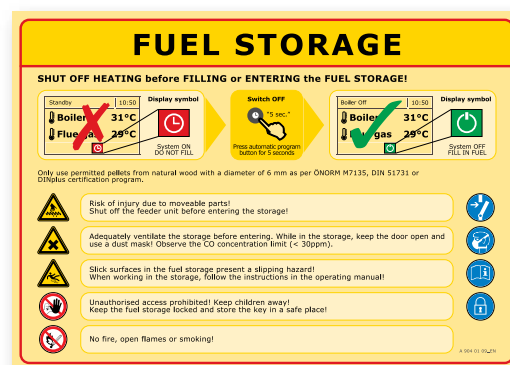 FUEL STORAGE
SHUT OFF HEATING before FILLING or ENTERING the FUEL STORAGE!
Standby 10:50
Boiler 31°C
Flue gas 29°C
Display symbol
System ON
DO NOT FILL
Switch OFF
"5 sec."
Press automatic program
button for 5 seconds
Boiler Off 10:50
Boiler 31°C
gas 29°C
Display symbol
System OFF
FILL IN FUEL
Only use permitted pellets from natural wood with a diameter of 6 mm as per ÖNORM M7135, DIN 51731 or
DINplus certification program.
Risk of injury due to moveable parts!
Shut off the feeder unit before entering the storage!
Adequately ventilate the storage before entering. While in the storage, keep the door open and
use a dust mask! Observe the CO concentration limit (< 30ppm).
Slick surfaces in the fuel storage present a slipping hazard!
When working in the storage, follow the instructions in the operating manual!
Unauthorised access prohibited! Keep children away!
Keep the fuel storage locked and store the key in a safe place!
No fire, open flames or smoking!